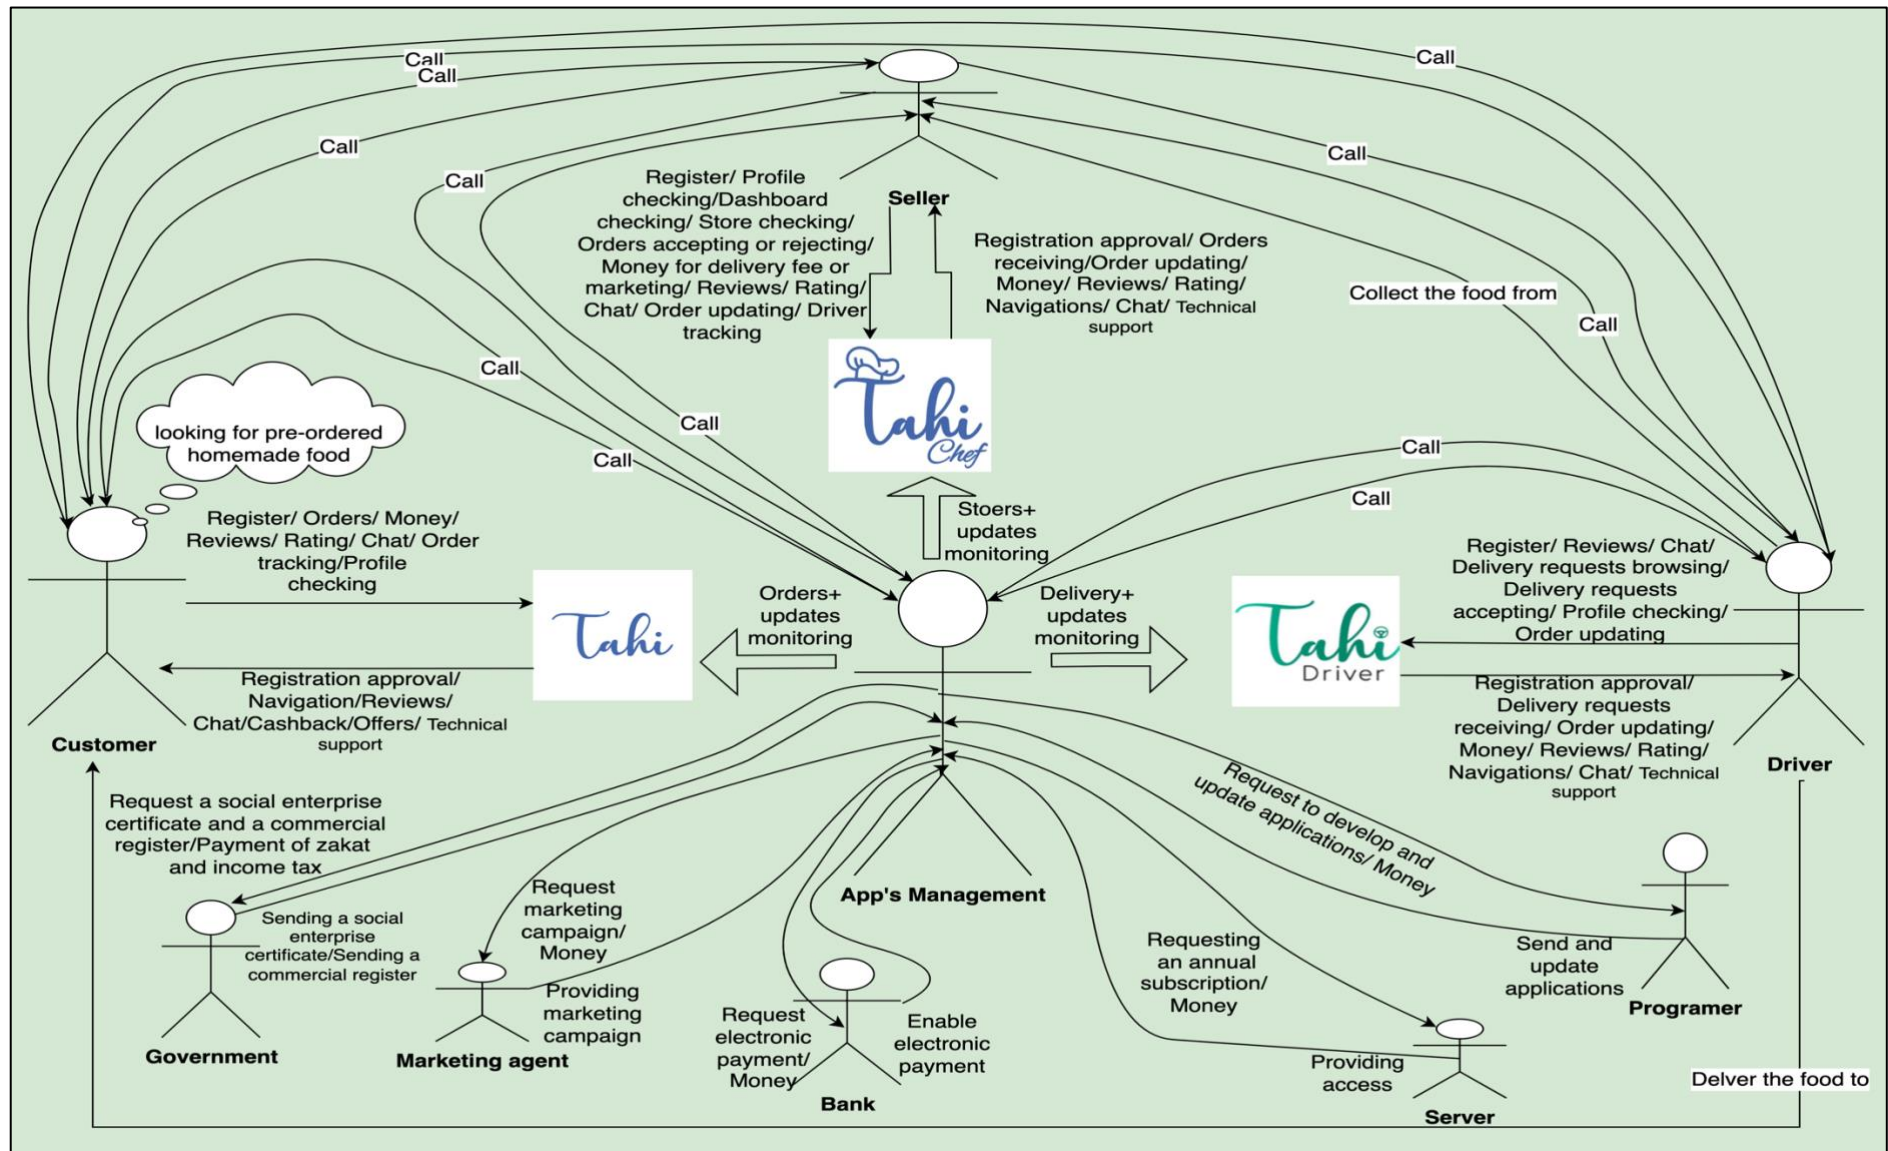 Call
Call
Call
Call
Call
Call
Seller
Register/ Profile
checking/Dashboard
checking/ Store checking/
Orders accepting or rejecting/
Money for delivery fee or
marketing/ Reviews/ Rating/
Chat/ Order updating/ Driver
tracking
Registration approval/ Orders
receiving/Order updating/
Money/ Reviews/ Rating/
Navigations/ Chat/ Technical
support
Collect the food from
Call
Call
Call
Call
Call
Call
Tahi
Chef
looking for pre-ordered
homemade food
Stoers+
updates
monitoring
Register/ Orders/ Money/
Reviews/ Rating/ Chat/ Order
tracking/Profile
checking
Tahi
Registration approval/
Navigation/Reviews/
Chat/Cashback/Offers/ Technical
support
Customer
Orders+
updates
monitoring
Delivery+
updates
monitoring
Tahi
Driver
Register/ Reviews/ Chat/
Delivery requests browsing/
Delivery requests
accepting/ Profile checking/
Order updating
Registration approval/
Delivery requests
receiving/ Order updating/
Money/ Reviews/ Rating/
Navigations/ Chat/ Technical
support
Driver
App's Management
Request a social enterprise
certificate and a commercial
register/Payment of zakat
and income tax
Sending a social
enterprise
certificate/Sending a
commercial register
Government
Request
marketing
campaign/
Money
Providing
marketing
campaign
Marketing agent
Request
electronic
payment/
Money
Enable
electronic
payment
Bank
Requesting
an annual
subscription/
Money
Providing
access
Server
Request to develop and
update applications/ Money
Send and
update
applications
Programer
Delver the food to